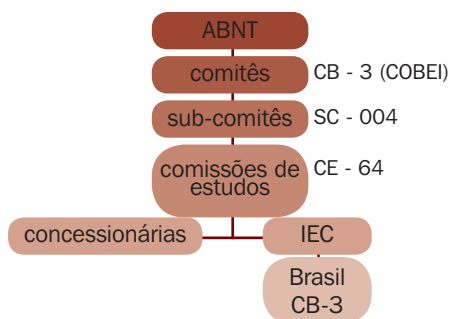 ABNT
comitês CB - 3 (COBEI)
sub-comitês SC - 004
comissões de CE - 64
estudos
concessionárias IEC
Brasil
CB-3